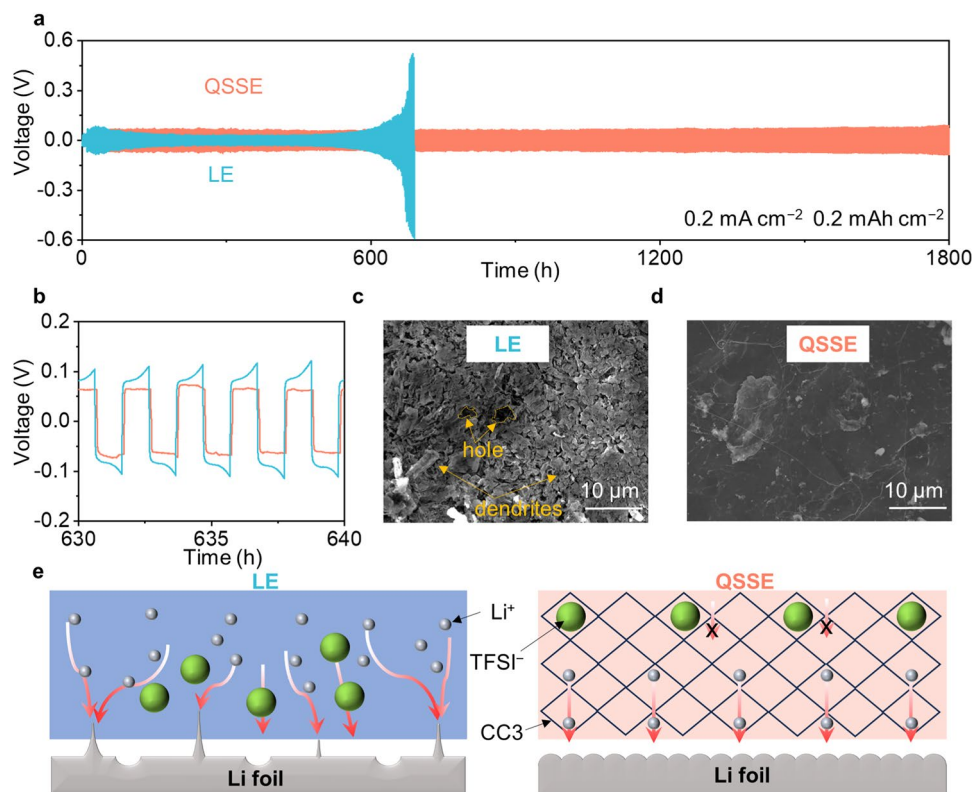 a
0.6
0.3
0.0
-0.3
-0.6
Voltage (V)
QSSE
LE
0.2 mA cm⁻² 0.2 mAh cm⁻²
0
600
1200
1800
Time (h)
b
0.2
0.1
0.0
-0.1
-0.2
Voltage (V)
630
635
640
Time (h)
c
LE
hole
dendrites
10 µm
d
QSSE
10 µm
e
LE
QSSE
Li⁺
TFSI⁻
CC3
X
X
Li foil
Li foil